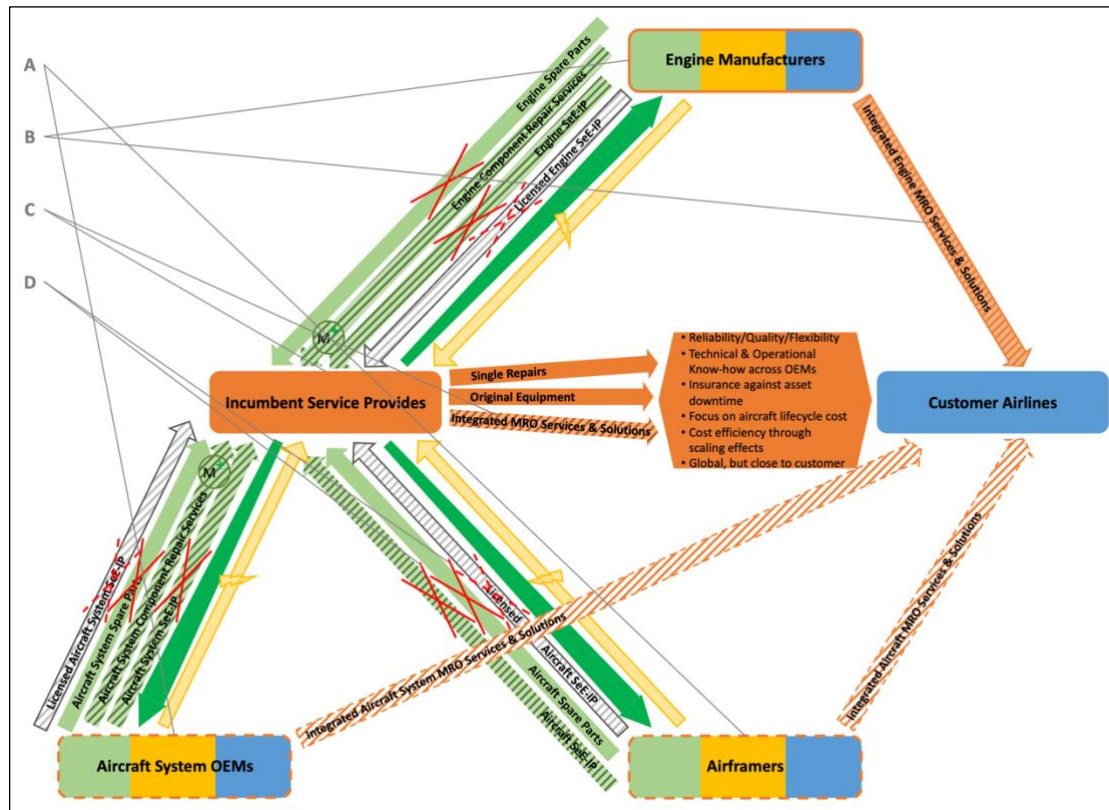 A
B
C
D
Engine Manufacturers
Engine Spare Parts
Engine Component Repair Services
Engine SeE-IP
Licensed Engine SeE-IP
Integrated Engine MRO Services & Solutions
M*
Incumbent Service Provides
Single Repairs
Original Equipment
Integrated MRO Services & Solutions
• Reliability/Quality/Flexibility
• Technical & Operational
Know-how across OEMs
• Insurance against asset
downtime
• Focus on aircraft lifecycle cost
• Cost efficiency through
scaling effects
• Global, but close to customer
Customer Airlines
M*
Licensed Aircraft System SeE-IP
Aircraft System Spare Parts
Aircraft System Component Repair Services
Aircraft System SeE-IP
Licensed
Aircraft SeE-IP
Aircraft Spare Parts
Aircraft SeE-IP
Integrated Aircraft System MRO Services & Solutions
Integrated Aircraft MRO Services & Solutions
Aircraft System OEMs
Airframers